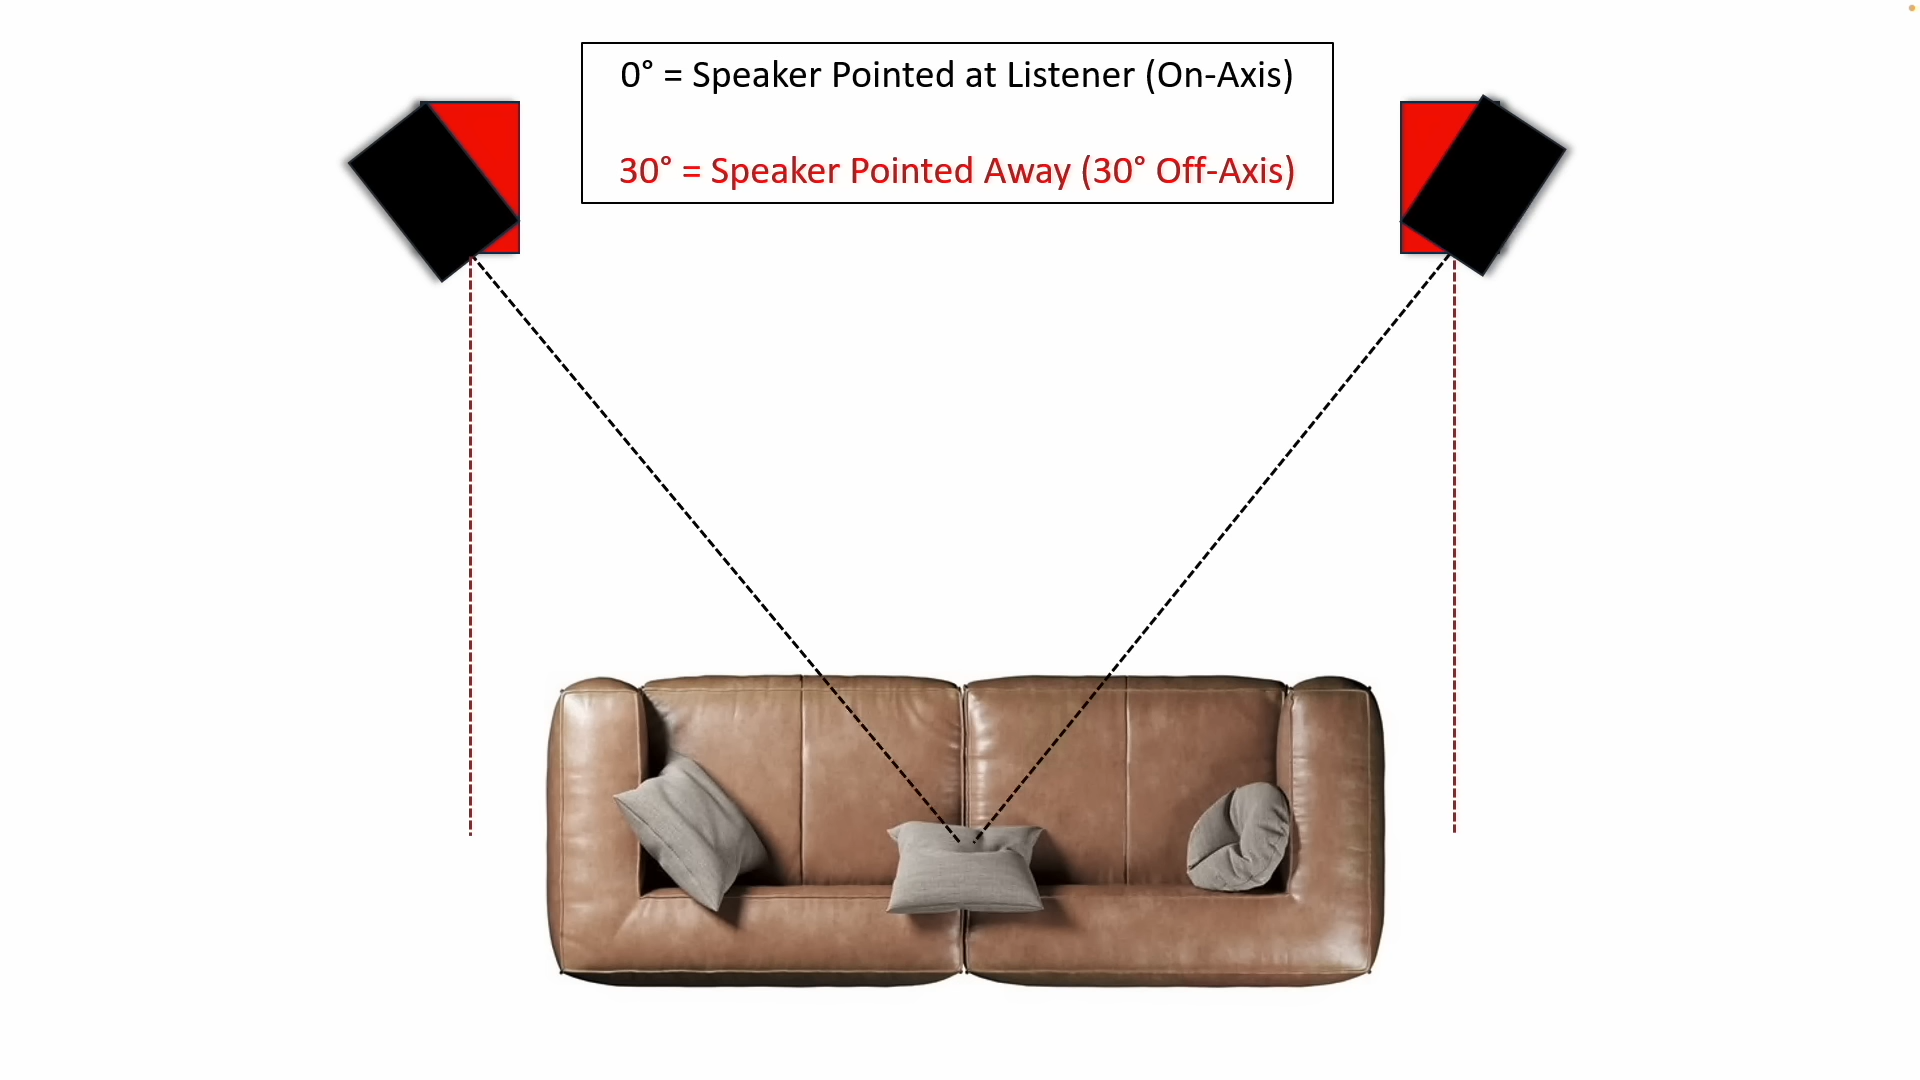 0° = Speaker Pointed at Listener (On-Axis)
30° = Speaker Pointed Away (30° Off-Axis)